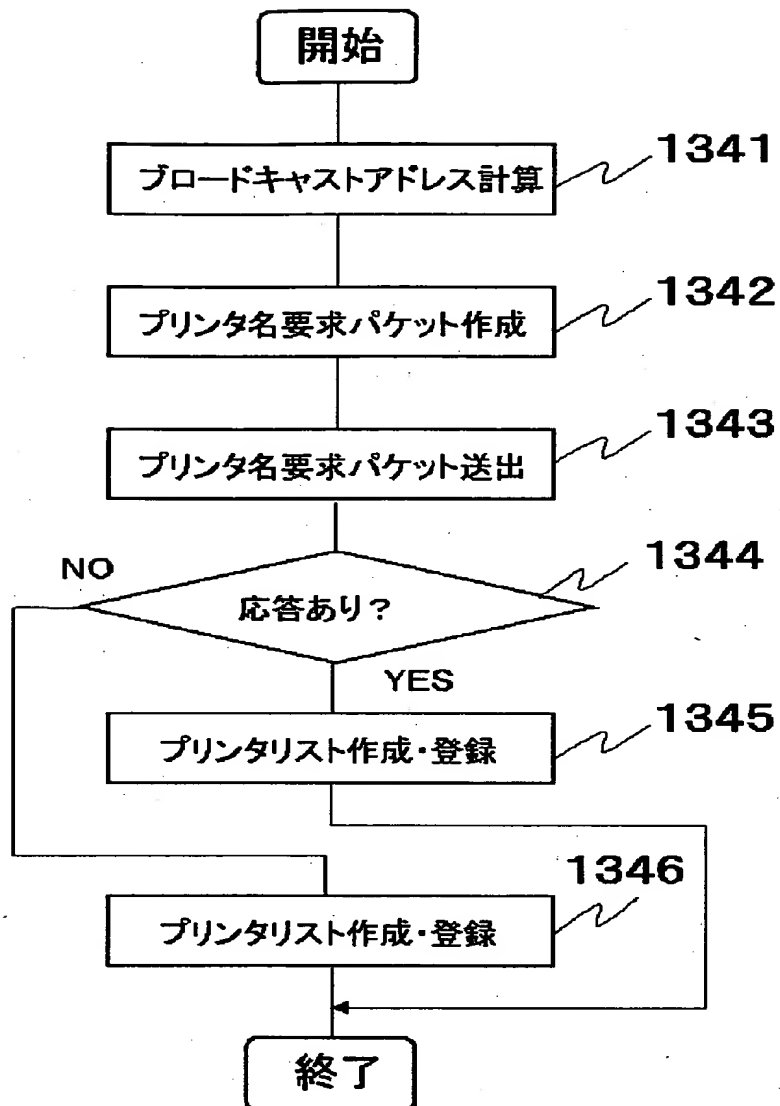 開始
ブロードキャストアドレス計算
1341
プリンタ名要求パケット作成
1342
プリンタ名要求パケット送出
1343
応答あり?
1344
NO
YES
プリンタリスト作成・登録
1345
プリンタリスト作成・登録
1346
終了